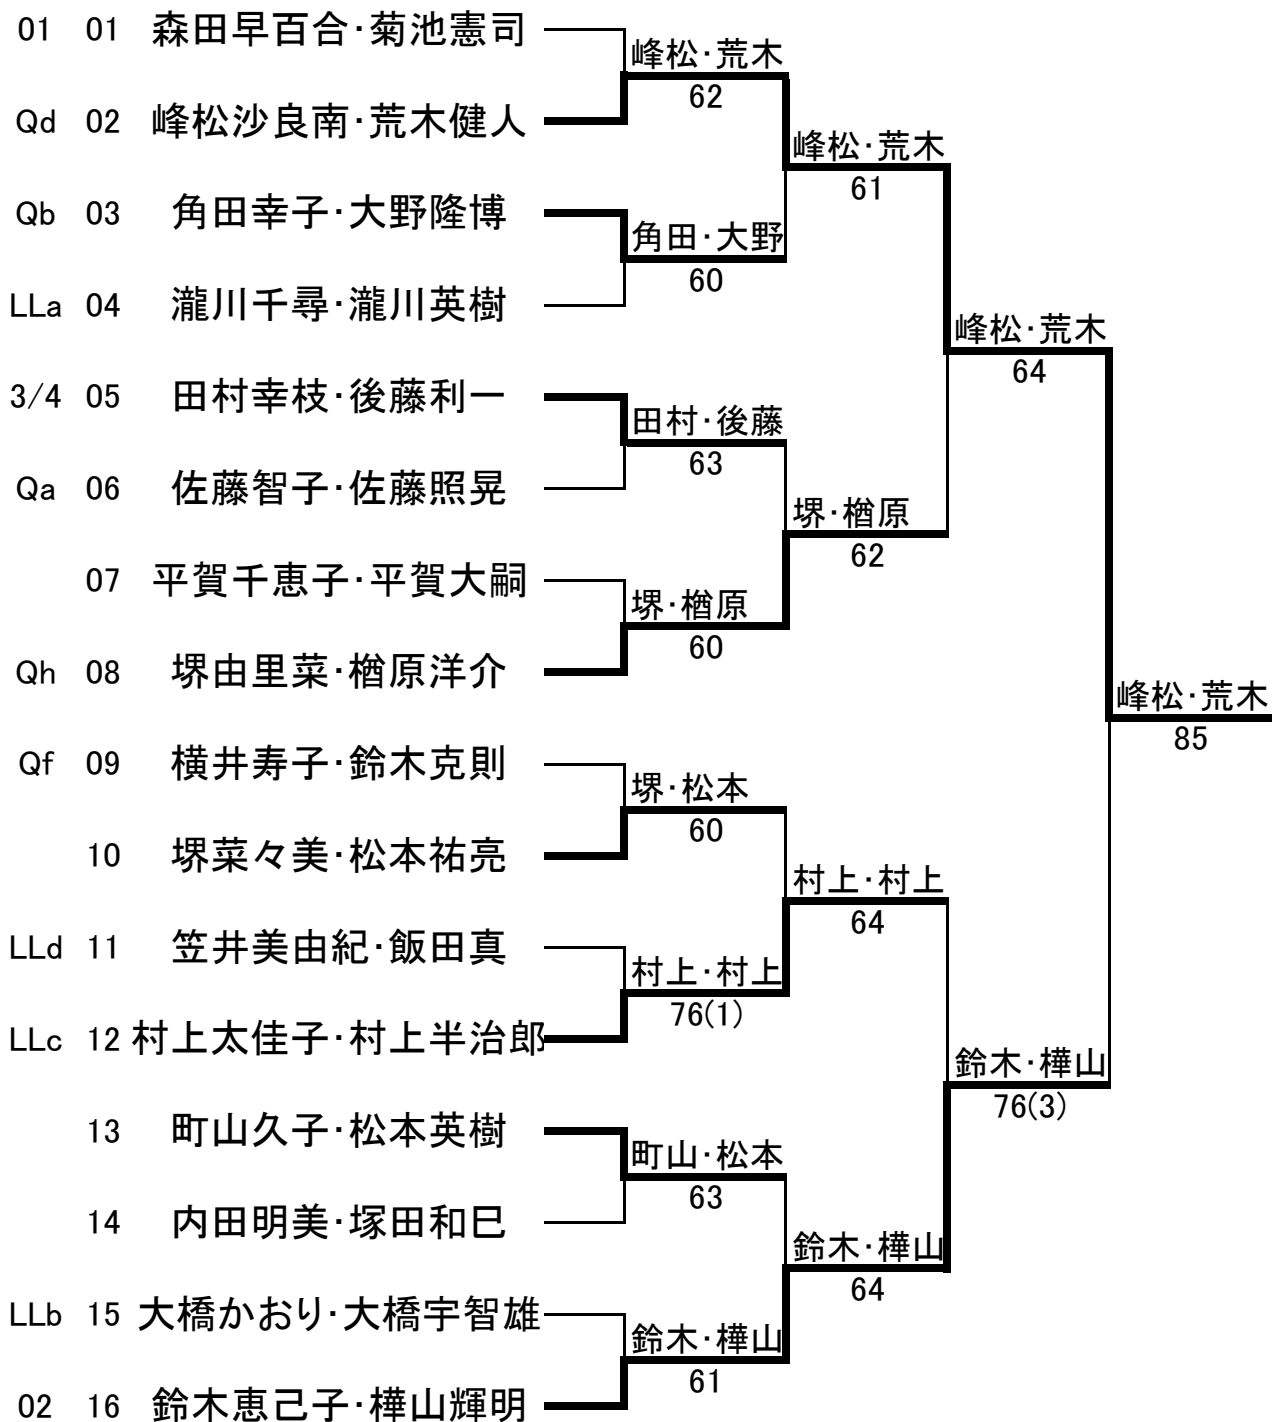 01 01 森田早百合･菊池憲司
峰松･荒木
62
Qd 02 峰松沙良南･荒木健人
峰松･荒木
61
Qb 03 角田幸子･大野隆博
角田･大野
60
LLa 04 瀧川千尋･瀧川英樹
峰松･荒木
64
3/4 05 田村幸枝･後藤利一
田村･後藤
63
Qa 06 佐藤智子･佐藤照晃
堺･楢原
62
07 平賀千恵子･平賀大嗣
堺･楢原
60
Qh 08 堺由里菜･楢原洋介
峰松･荒木
85
Qf 09 横井寿子･鈴木克則
堺･松本
60
10 堺菜々美･松本祐亮
村上･村上
64
LLd 11 笠井美由紀･飯田真
村上･村上
76(1)
LLc 12 村上太佳子･村上半治郎
鈴木･樺山
76(3)
13 町山久子･松本英樹
町山･松本
63
14 内田明美･塚田和巳
鈴木･樺山
64
LLb 15 大橋かおり･大橋宇智雄
鈴木･樺山
61
02 16 鈴木恵己子･樺山輝明